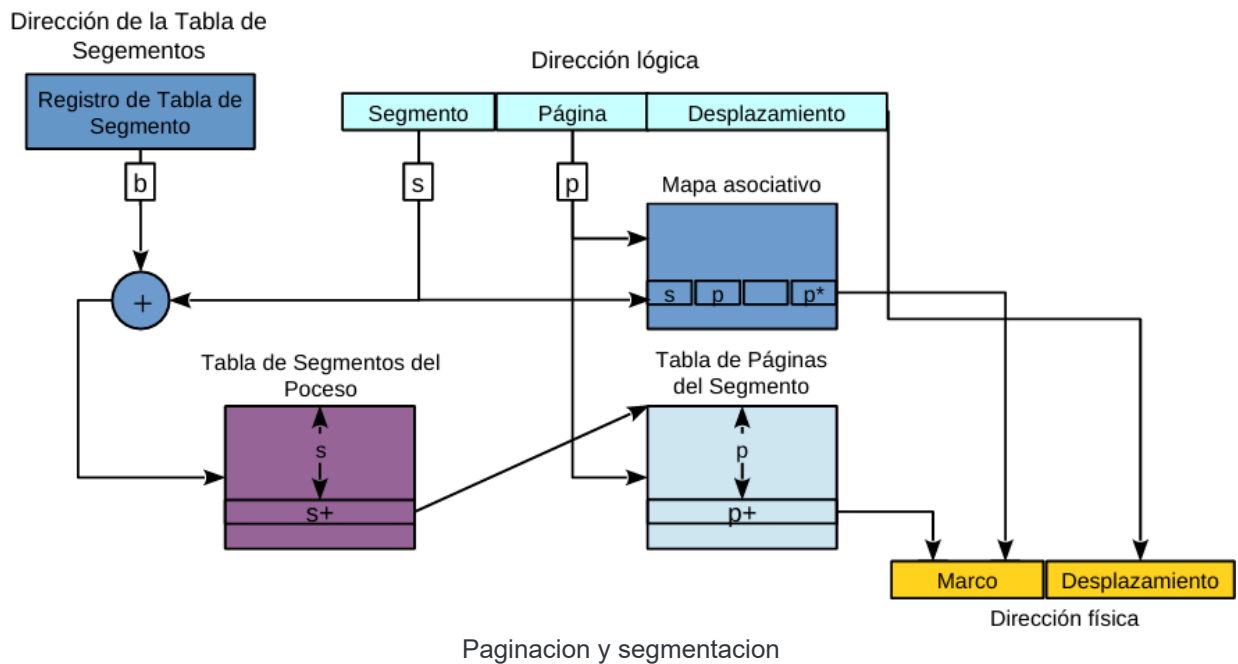 Dirección de la Tabla de
Segementos
Registro de Tabla de
Segmento
Dirección lógica
Segmento Página Desplazamiento
b
s
p
Mapa asociativo
s p p*
+
Tabla de Segmentos del
Poceso
s
s+
Tabla de Páginas
del Segmento
p
p+
Marco Desplazamiento
Dirección física
Paginacion y segmentacion